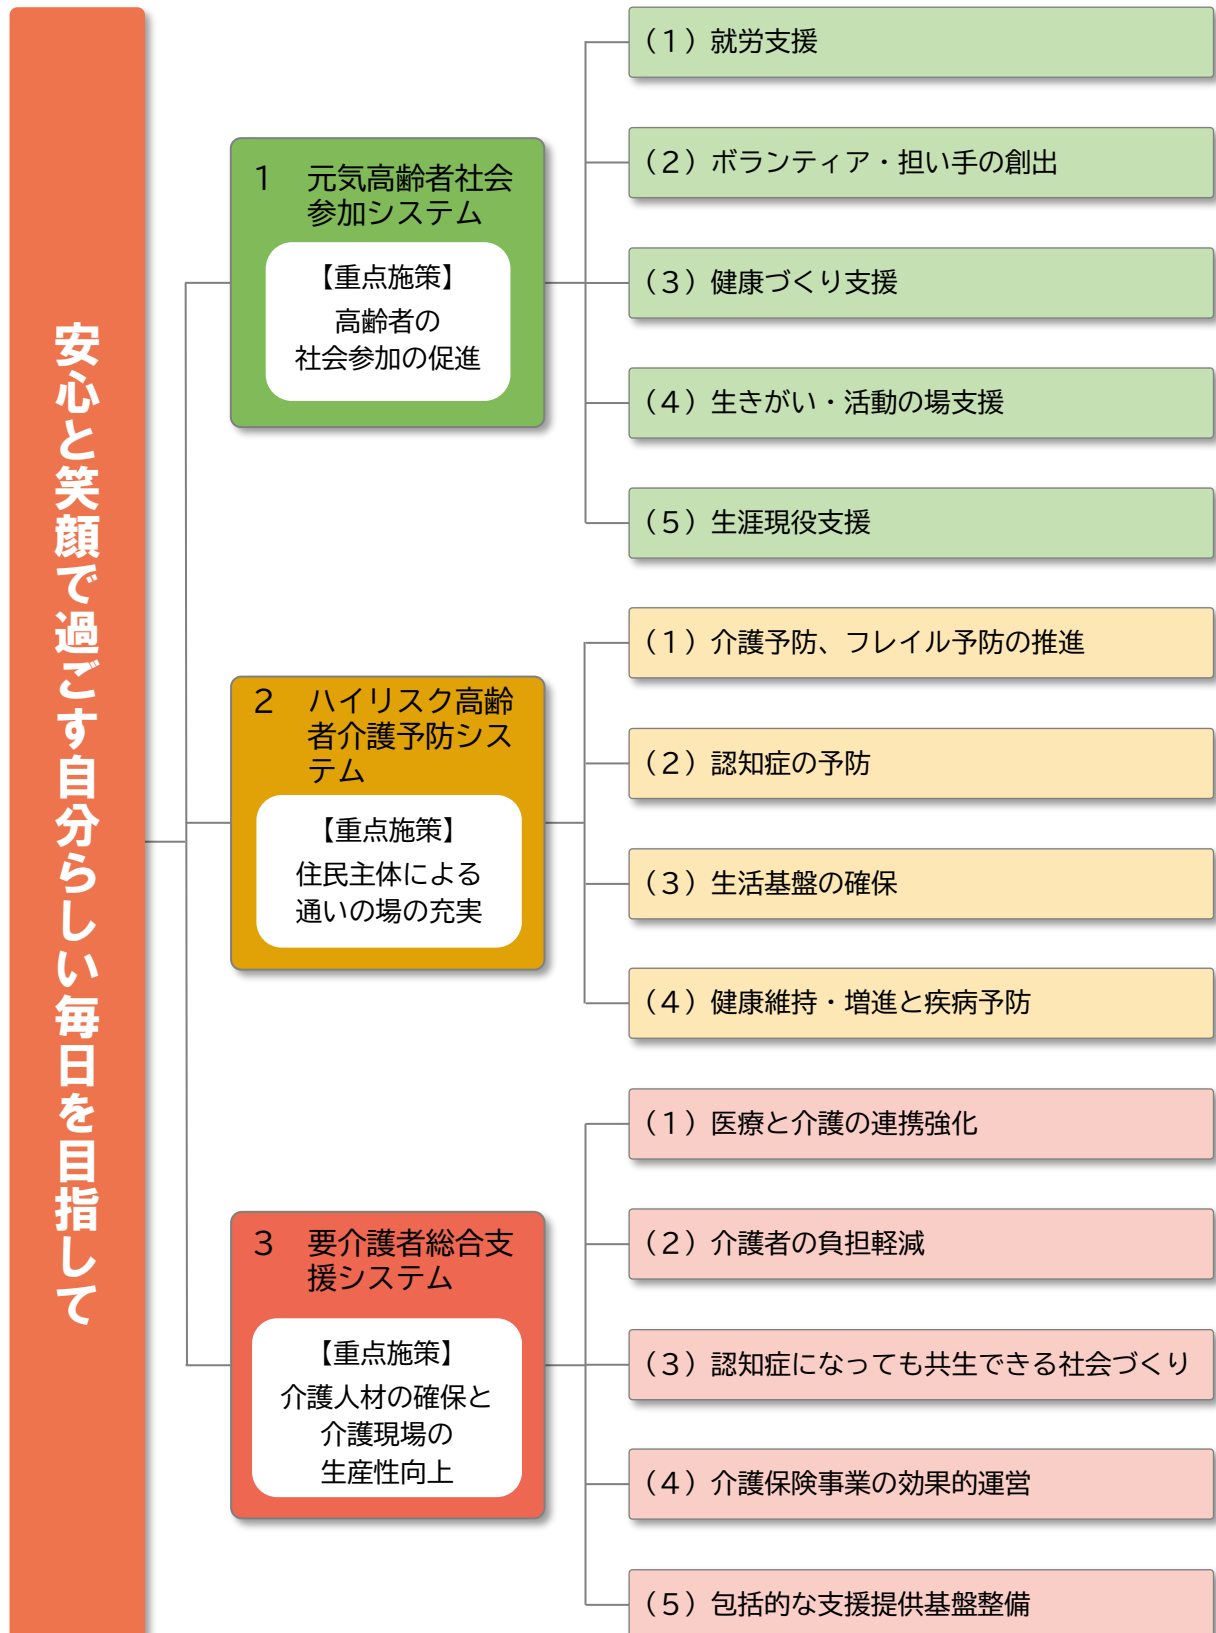 安心と笑顔で過ごす自分らしい毎日を目指して
1 元気高齢者社会
参加システム
【重点施策】
高齢者の
社会参加の促進
（1）就労支援
（2）ボランティア・担い手の創出
（3）健康づくり支援
（4）生きがい・活動の場支援
（5）生涯現役支援
2 ハイリスク高齢
者介護予防シス
テム
【重点施策】
住民主体による
通いの場の充実
（1）介護予防、フレイル予防の推進
（2）認知症の予防
（3）生活基盤の確保
（4）健康維持・増進と疾病予防
3 要介護者総合支
援システム
【重点施策】
介護人材の確保と
介護現場の
生産性向上
（1）医療と介護の連携強化
（2）介護者の負担軽減
（3）認知症になっても共生できる社会づくり
（4）介護保険事業の効果的運営
（5）包括的な支援提供基盤整備